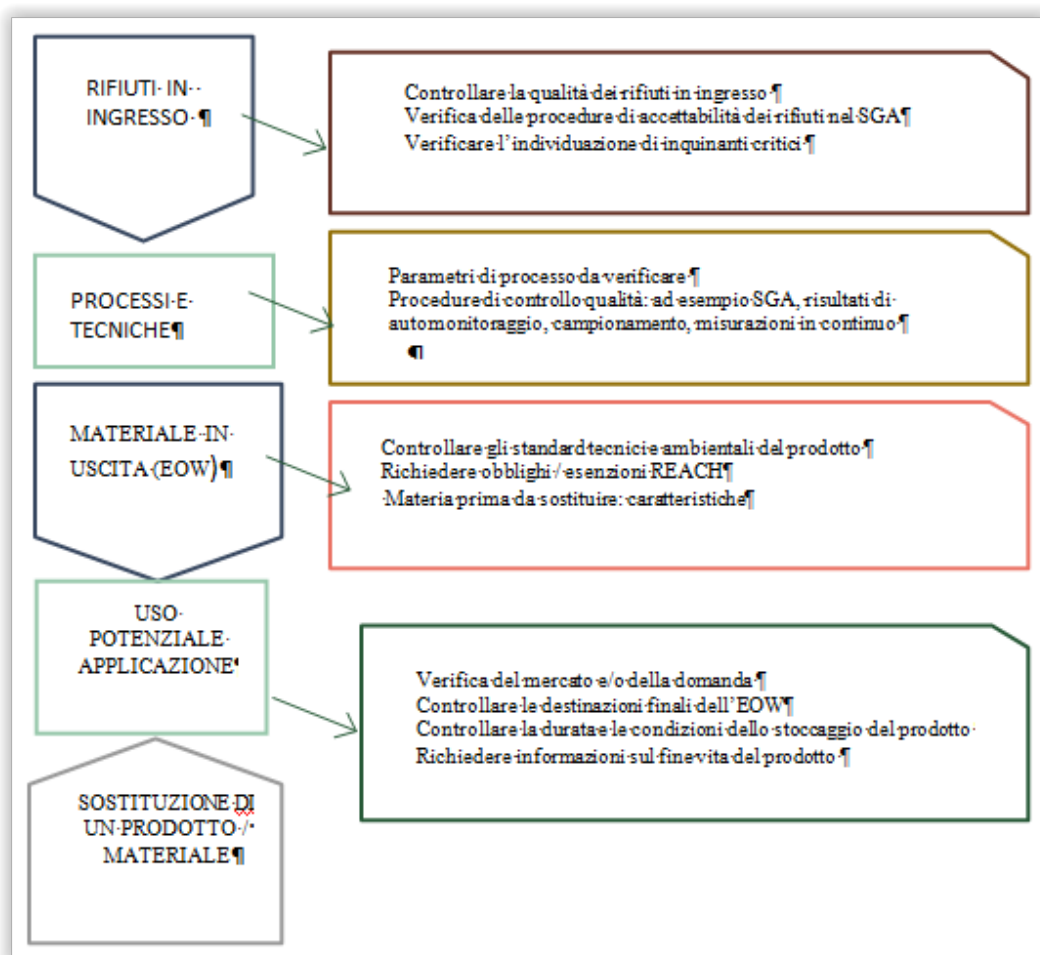 RIFIUTI· IN··
INGRESSO· ¶
Controllare·la·qualità·dei·rifiuti·in·ingresso·¶
Verifica·delle·procedure·di·accettabilità·dei·rifiuti·nel·SGA¶
Verificare·l’individuazione·di·inquinanti·critici·¶
PROCESSI·E·
TECNICHE¶
Parametri·di·processo·da·verificare·¶
Procedure·di·controllo·qualità:·ad·esempio·SGA,·risultati·di·
automonitoraggio,·campionamento,·misurazioni·in·continuo·¶
¶
MATERIALE··IN·
USCITA·(EOW)¶
Controllare·gli·standard·tecnici·e·ambientali·del·prodotto·¶
Richiedere·obblighi·/·esenzioni·REACH¶
·Materia·prima·da·sostituire:·caratteristiche¶
USO·
POTENZIALE·
APPLICAZIONE¶
Verifica·del·mercato·e/o·della·domanda·¶
Controllare·le·destinazioni·finali·dell’EOW¶
Controllare·la·durata·e·le·condizioni·dello·stoccaggio·del·prodotto·
Richiedere·informazioni·sul·fine·vita·del·prodotto·¶
SOSTITUZIONE·DI
UN·PRODOTTO·/·
MATERIALE¶